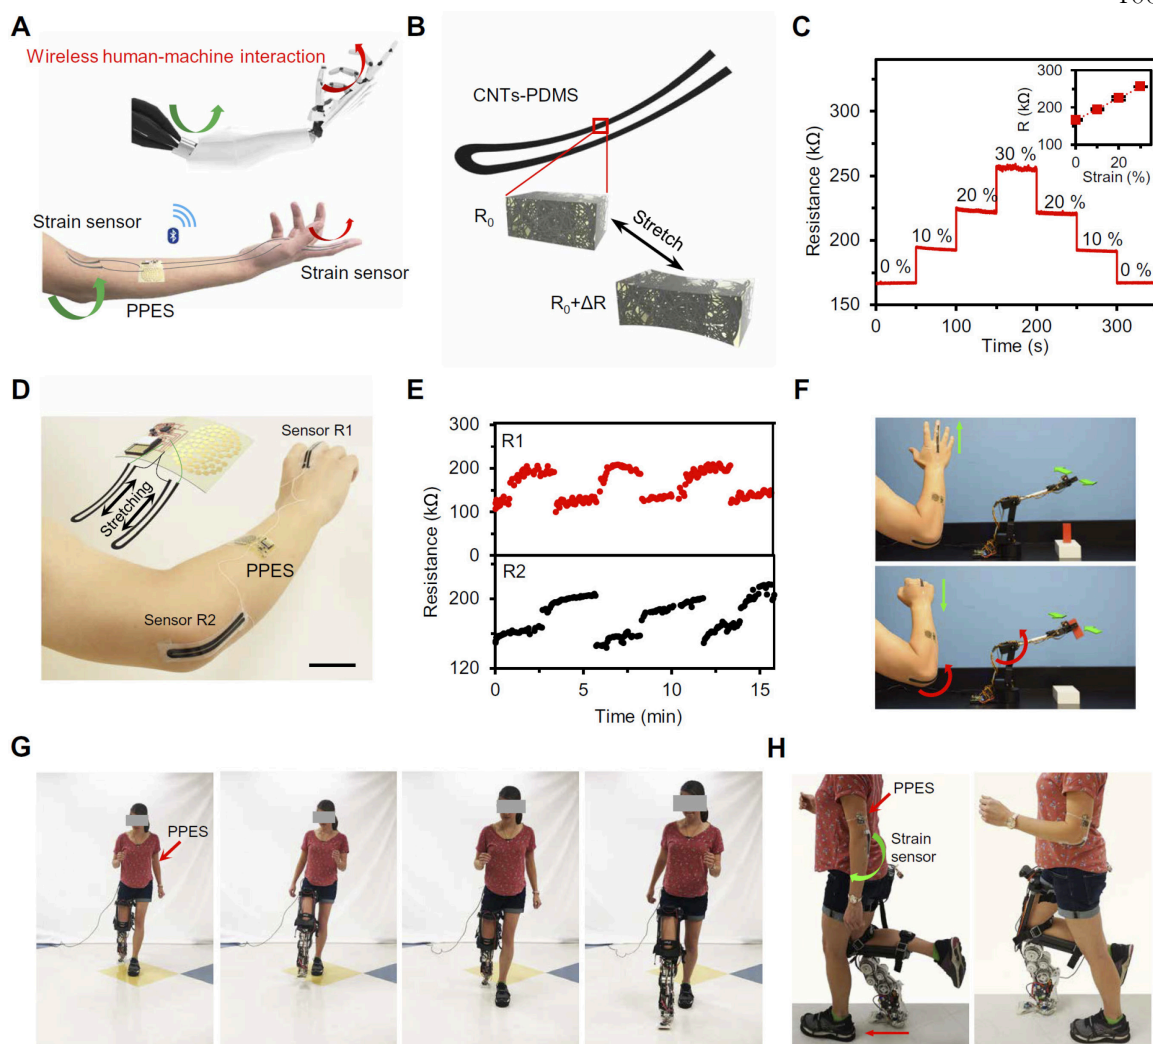 A
Wireless human-machine interaction
Strain sensor
Strain sensor
PPES
B
CNTs-PDMS
R0
Stretch
R0+ΔR
C
Resistance (kΩ)
300
250
200
150
0 %
10 %
20 %
30 %
20 %
10 %
0 %
0
100
200
300
Time (s)
R (kΩ)
300
200
100
0
20
Strain (%)
D
Sensor R1
Stretching
PPES
Sensor R2
E
Resistance (kΩ)
300
200
100
0
R1
R2
200
120
0
5
10
15
Time (min)
F
G
PPES
H
PPES
Strain
sensor